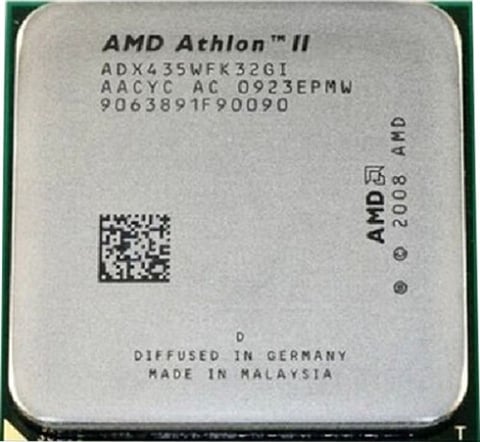 AMD Athlon™ II
ADX435WFK32GI
AACYC AC 0923EPMW
9063891F90090
AMD
® © 2008 AMD
D
DIFFUSED IN GERMANY
MADE IN MALAYSIA
T